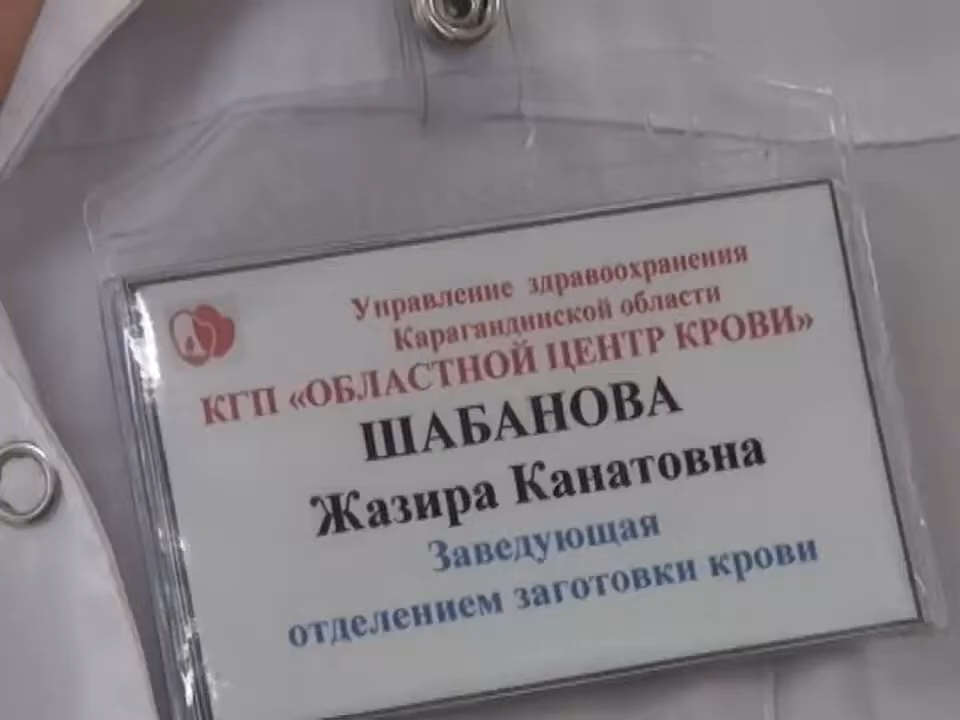 Управление здравоохранения
Карагандинской области
КГП «ОБЛАСТНОЙ ЦЕНТР КРОВИ»
ШАБАНОВА
Жазира Канатовна
Заведующая
отделением заготовки крови